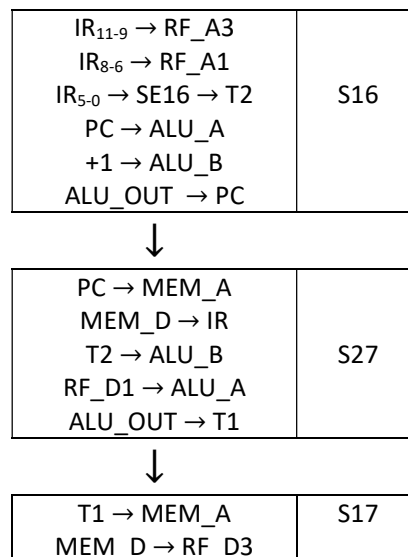 IR₁₁₋₉ → RF_A3
IR₈₋₆ → RF_A1
IR₅₋₀ → SE16 → T2
PC → ALU_A
+1 → ALU_B
ALU_OUT → PC
S16
↓
PC → MEM_A
MEM_D → IR
T2 → ALU_B
RF_D1 → ALU_A
ALU_OUT → T1
S27
↓
T1 → MEM_A
MEM_D → RF_D3
S17